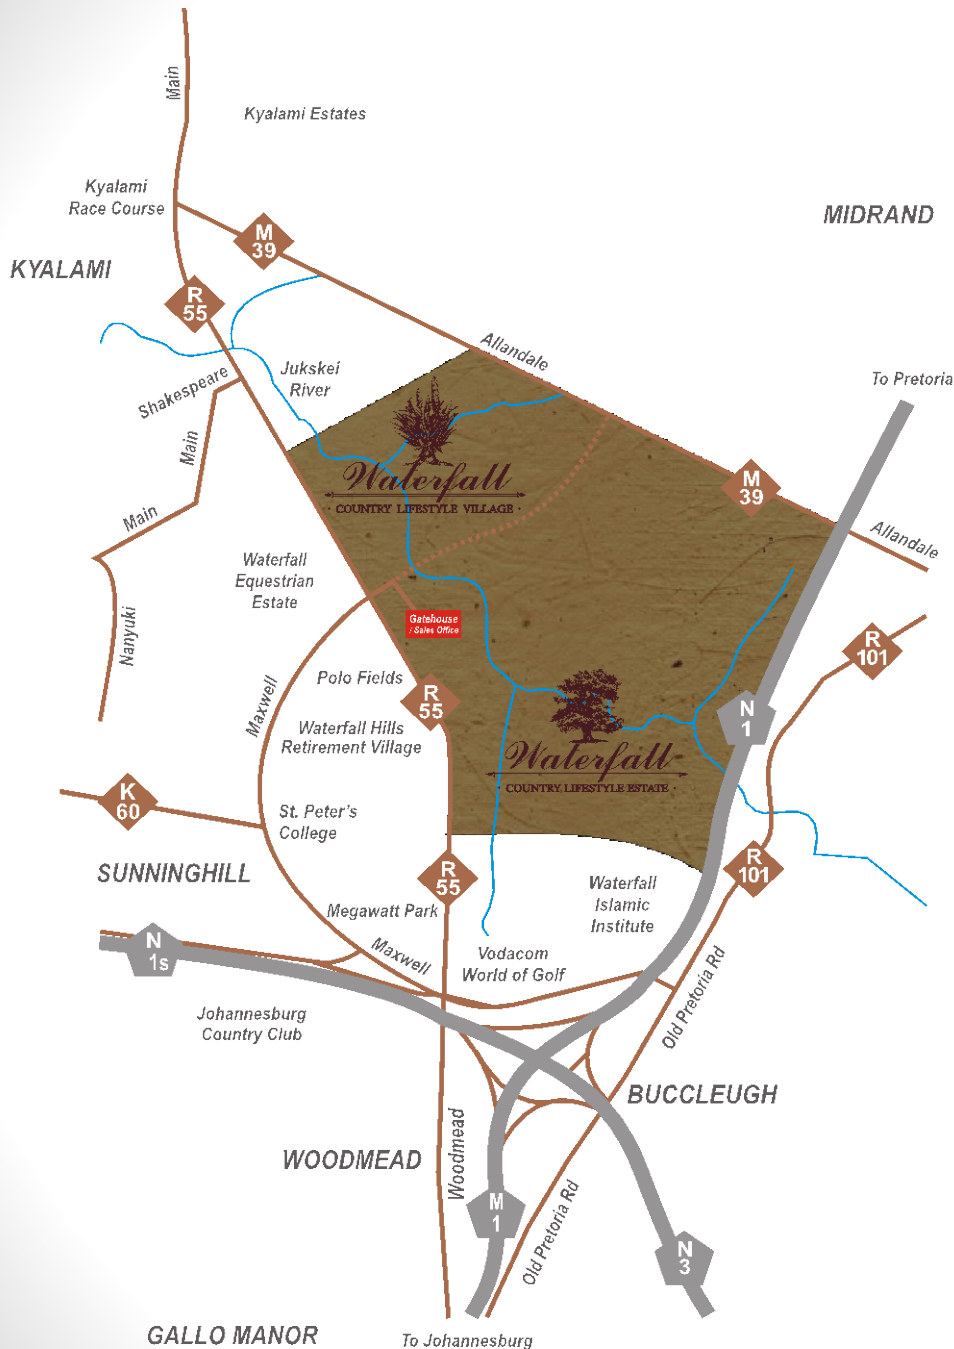 Main
Kyalami Estates
Kyalami
Race Course
MIDRAND
M
39
KYALAMI
R
55
Allandale
Jukskei
River
Shakespeare
To Pretoria
Main
Waterfall
COUNTRY LIFESTYLE VILLAGE
M
39
Main
Allandale
Waterfall
Equestrian
Estate
Gatehouse
/ Sales Office
Nanyuki
R
101
Polo Fields
Maxwell
R
55
N
1
Waterfall Hills
Retirement Village
Waterfall
COUNTRY LIFESTYLE ESTATE
K
60
St. Peter's
College
SUNNINGHILL
R
55
R
101
Waterfall
Islamic
Institute
Megawatt Park
N
1s
Maxwell
Vodacom
World of Golf
Old Pretoria Rd
Johannesburg
Country Club
BUCCLEUGH
WOODMEAD
Woodmead
M
1
Old Pretoria Rd
N
3
GALLO MANOR
To Johannesburg